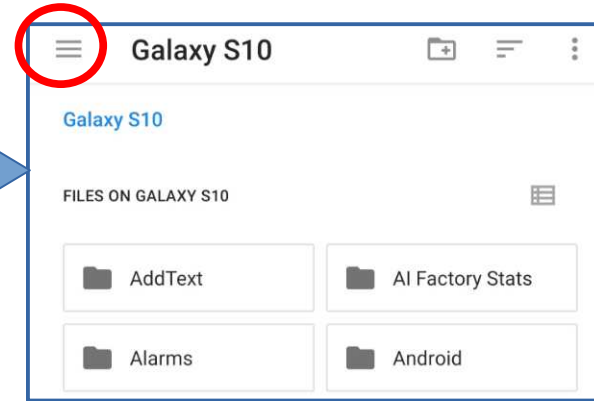 Galaxy S10
Galaxy S10
FILES ON GALAXY S10
AddText
AI Factory Stats
Alarms
Android